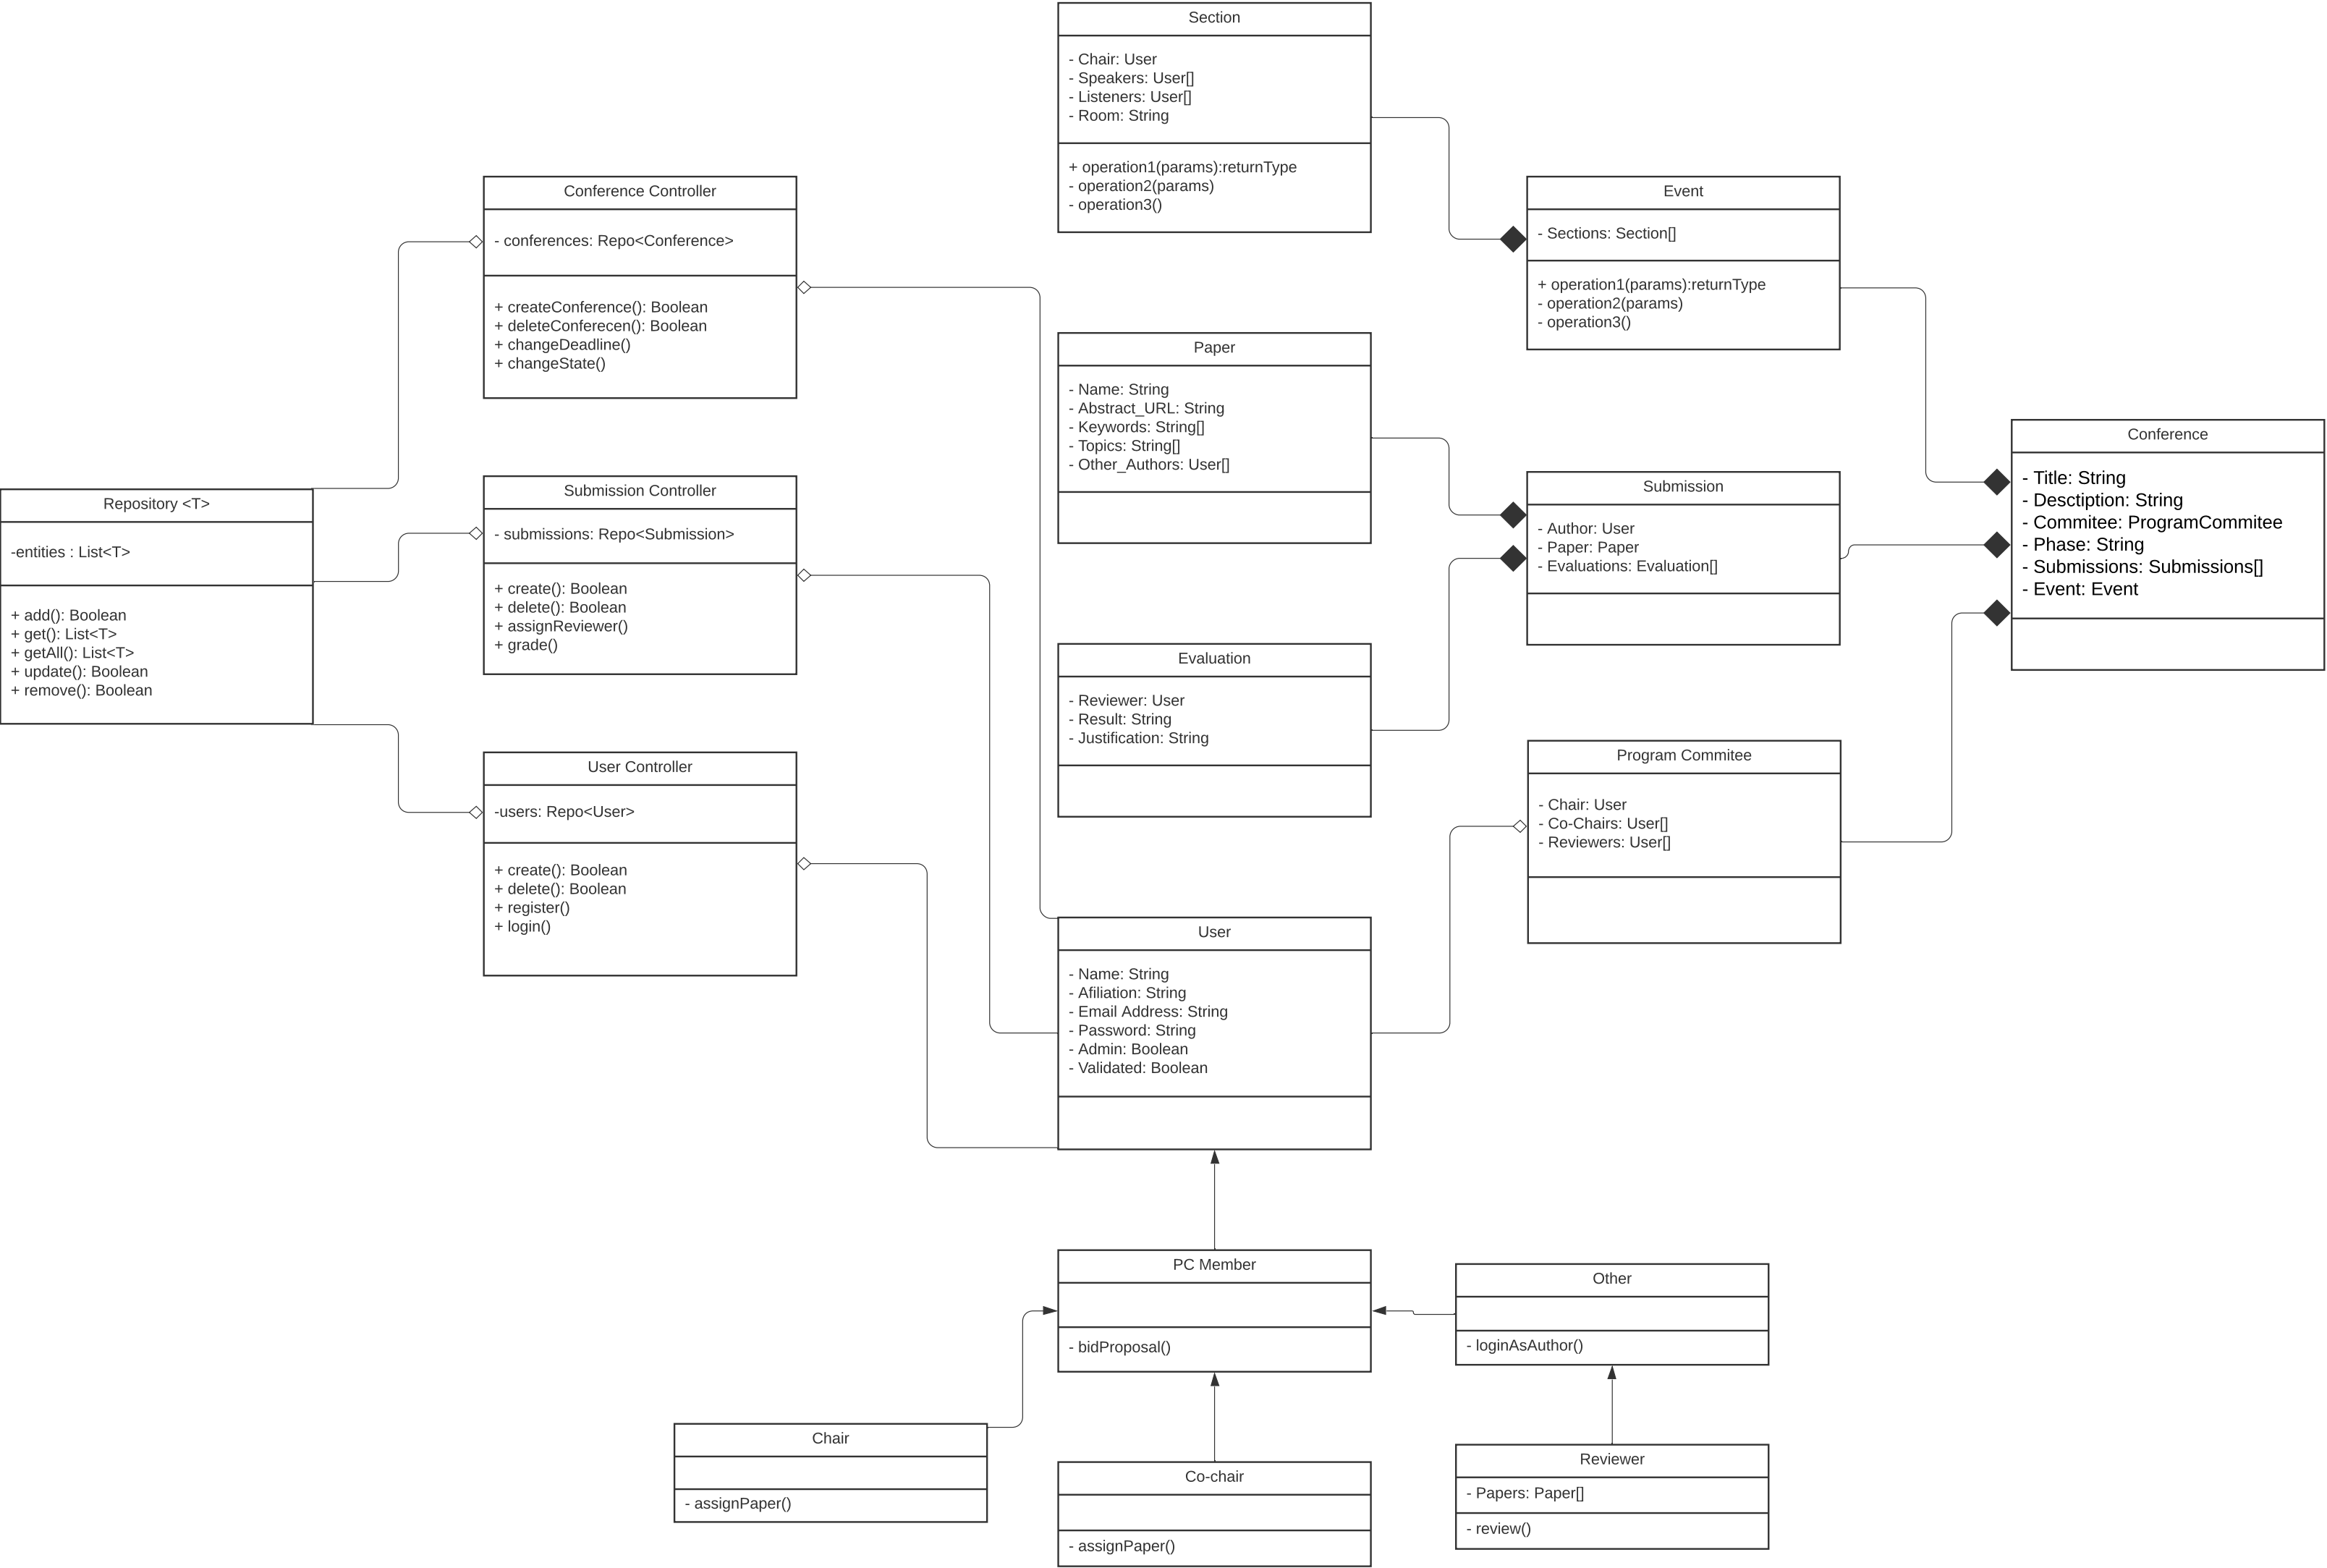 Section
- Chair: User
- Speakers: User[]
- Listeners: User[]
- Room: String
+ operation1(params):returnType
- operation2(params)
- operation3()
Conference Controller
- conferences: Repo<Conference>
+ createConference(): Boolean
+ deleteConferecen(): Boolean
+ changeDeadline()
+ changeState()
Event
- Sections: Section[]
+ operation1(params):returnType
- operation2(params)
- operation3()
Paper
- Name: String
- Abstract_URL: String
- Keywords: String[]
- Topics: String[]
- Other_Authors: User[]
Conference
- Title: String
- Desctiption: String
- Commitee: ProgramCommitee
- Phase: String
- Submissions: Submissions[]
- Event: Event
Repository <T>
-entities : List<T>
+ add(): Boolean
+ get(): List<T>
+ getAll(): List<T>
+ update(): Boolean
+ remove(): Boolean
Submission Controller
- submissions: Repo<Submission>
+ create(): Boolean
+ delete(): Boolean
+ assignReviewer()
+ grade()
Submission
- Author: User
- Paper: Paper
- Evaluations: Evaluation[]
Evaluation
- Reviewer: User
- Result: String
- Justification: String
User Controller
-users: Repo<User>
+ create(): Boolean
+ delete(): Boolean
+ register()
+ login()
Program Commitee
- Chair: User
- Co-Chairs: User[]
- Reviewers: User[]
User
- Name: String
- Afiliation: String
- Email Address: String
- Password: String
- Admin: Boolean
- Validated: Boolean
PC Member
- bidProposal()
Other
- loginAsAuthor()
Chair
- assignPaper()
Co-chair
- assignPaper()
Reviewer
- Papers: Paper[]
- review()